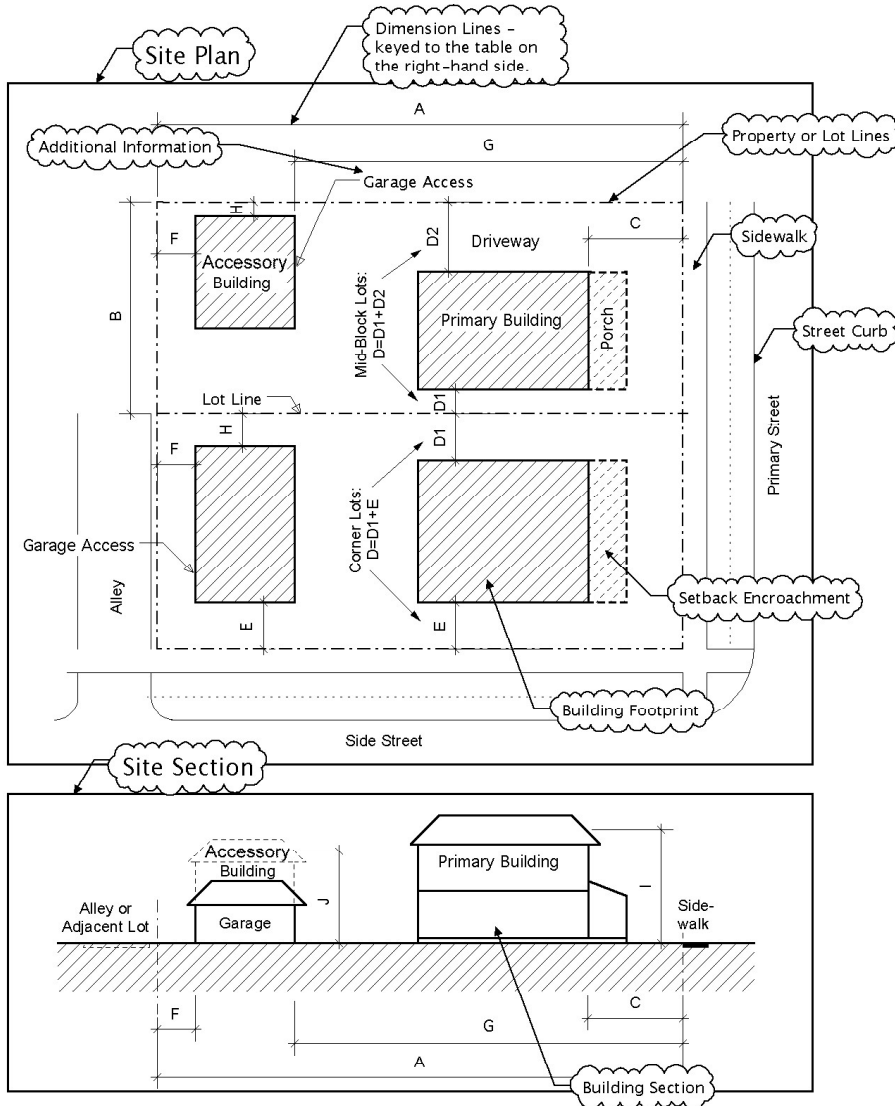 Site Plan
Dimension Lines –
keyed to the table on
the right-hand side.
A
Additional Information
G
Property or Lot Lines
Garage Access
H
F
Accessory
Building
D2
Driveway
C
Sidewalk
B
Mid-Block Lots:
D=D1+D2
Primary Building
Porch
Street Curb
Lot Line
D1
H
D1
F
Primary Street
Corner Lots:
D=D1+E
Garage Access
Alley
Setback Encroachment
E
E
Building Footprint
Side Street
Site Section
Accessory
Building
Primary Building
J
I
Alley or
Adjacent Lot
Garage
Side-
walk
F
C
G
A
Building Section